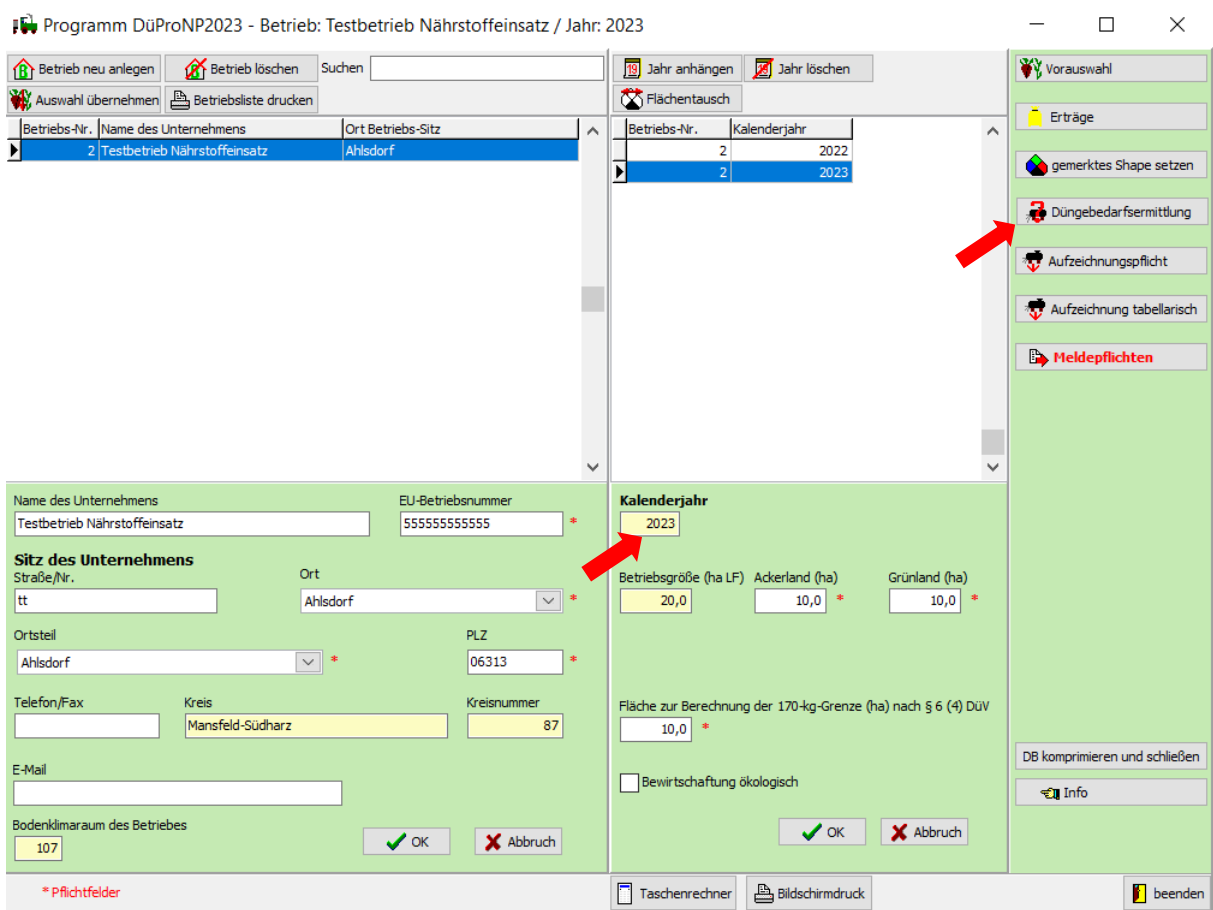 Programm DüProNP2023 - Betrieb: Testbetrieb Nährstoffeinsatz / Jahr: 2023
Betrieb neu anlegen
Betrieb löschen
Suchen
Auswahl übernehmen
Betriebsliste drucken
Betriebs-Nr. Name des Unternehmens Ort Betriebs-Sitz
2 Testbetrieb Nährstoffeinsatz Ahlsdorf
Jahr anhängen
Jahr löschen
Flächentausch
Betriebs-Nr. Kalenderjahr
2 2022
2 2023
Vorauswahl
Erträge
gemerktes Shape setzen
Düngebedarfsermittlung
Aufzeichnungspflicht
Aufzeichnung tabellarisch
Meldepflichten
DB komprimieren und schließen
Info
Name des Unternehmens EU-Betriebsnummer
Testbetrieb Nährstoffeinsatz 555555555555 *
Sitz des Unternehmens
Straße/Nr. Ort
tt Ahlsdorf *
Ortsteil PLZ
Ahlsdorf * 06313 *
Telefon/Fax Kreis Kreisnummer
Mansfeld-Südharz 87
E-Mail
Bodenklimaraum des Betriebes
107 OK Abbruch
Kalenderjahr
2023
Betriebsgröße (ha LF) Ackerland (ha) Grünland (ha)
20,0 10,0 * 10,0 *
Fläche zur Berechnung der 170-kg-Grenze (ha) nach § 6 (4) DüV
10,0 *
Bewirtschaftung ökologisch
OK Abbruch
* Pflichtfelder
Taschenrechner
Bildschirmdruck
beenden